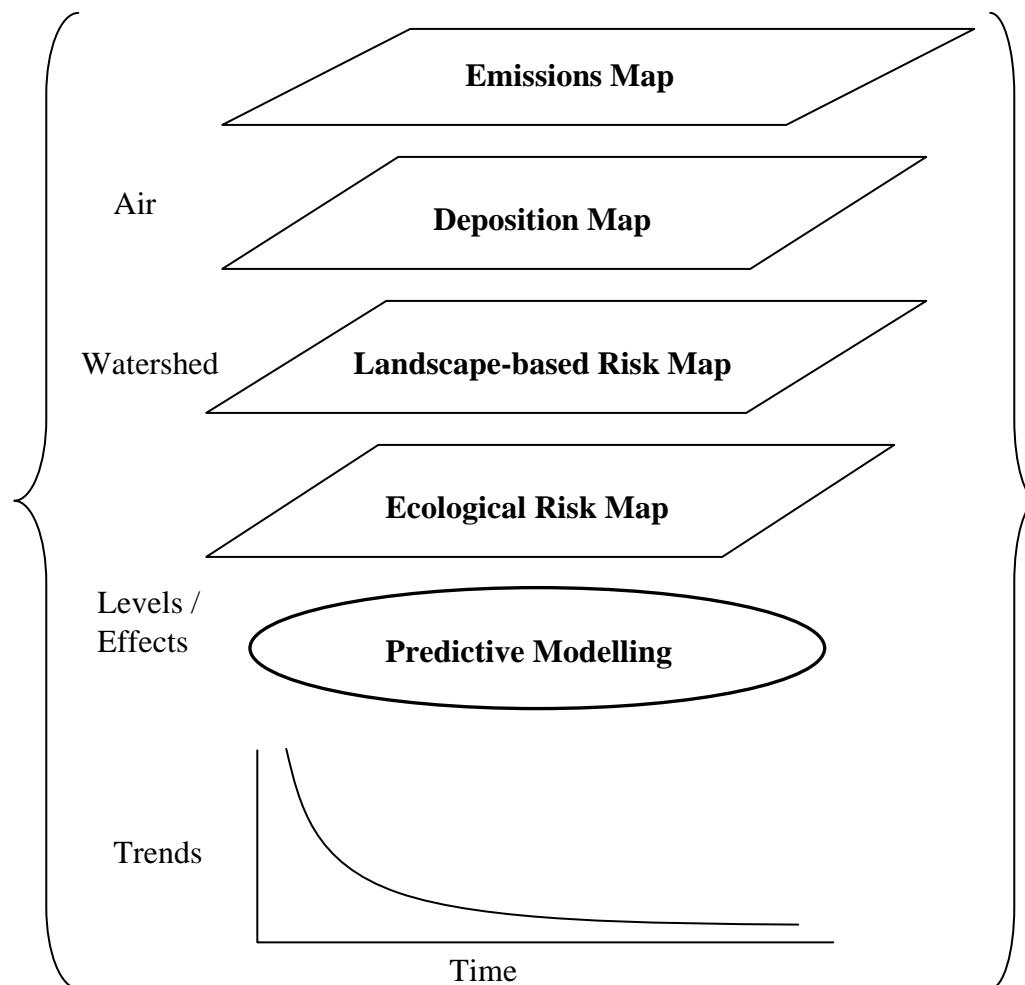 Emissions Map
Air
Deposition Map
Watershed
Landscape-based Risk Map
Ecological Risk Map
Levels /
Effects
Predictive Modelling
Trends
Time